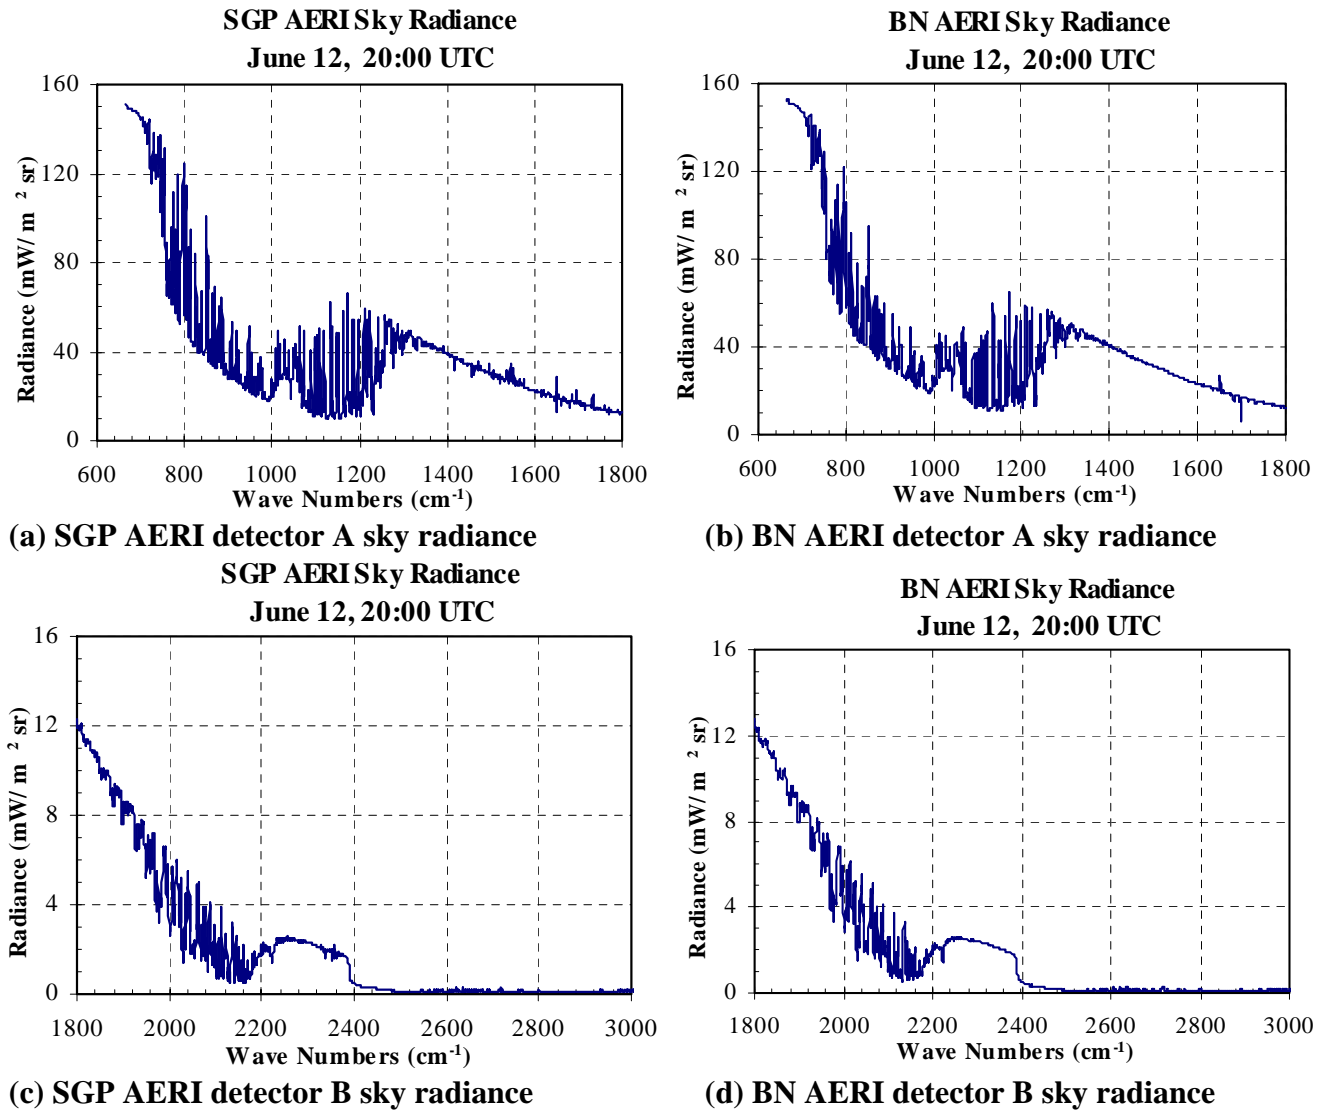 SGP AERI Sky Radiance
June 12, 20:00 UTC
160
120
80
40
0
Radiance (mW/ m 2 sr)
600 800 1000 1200 1400 1600 1800
Wave Numbers (cm-1)
(a) SGP AERI detector A sky radiance
BN AERI Sky Radiance
June 12, 20:00 UTC
160
120
80
40
0
Radiance (mW/ m 2 sr)
600 800 1000 1200 1400 1600 1800
Wave Numbers (cm-1)
(b) BN AERI detector A sky radiance
SGP AERI Sky Radiance
June 12, 20:00 UTC
16
12
8
4
0
Radiance (mW/ m 2 sr)
1800 2000 2200 2400 2600 2800 3000
Wave Numbers (cm-1)
(c) SGP AERI detector B sky radiance
BN AERI Sky Radiance
June 12, 20:00 UTC
16
12
8
4
0
Radiance (mW/ m 2 sr)
1800 2000 2200 2400 2600 2800 3000
Wave Numbers (cm-1)
(d) BN AERI detector B sky radiance